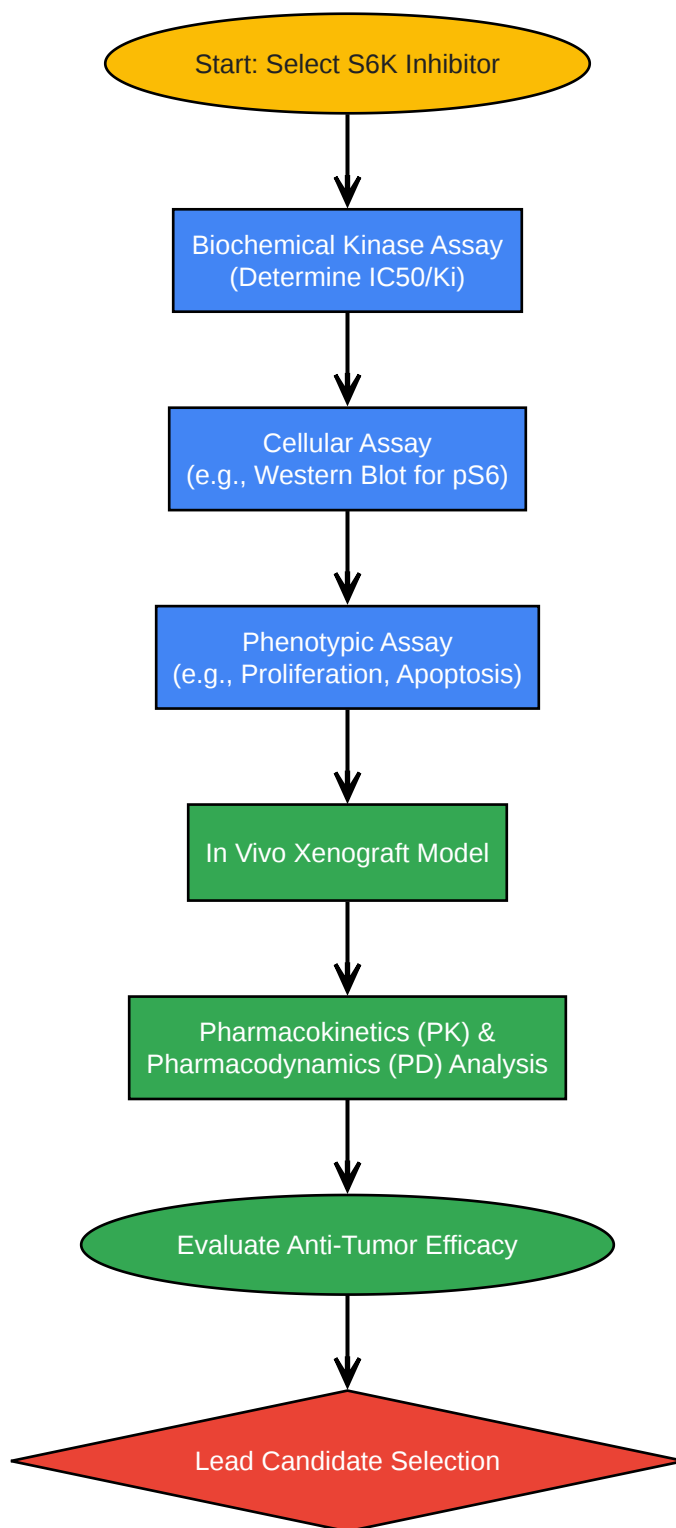 Start: Select S6K Inhibitor
Biochemical Kinase Assay
(Determine IC50/Ki)
Cellular Assay
(e.g., Western Blot for pS6)
Phenotypic Assay
(e.g., Proliferation, Apoptosis)
In Vivo Xenograft Model
Pharmacokinetics (PK) &
Pharmacodynamics (PD) Analysis
Evaluate Anti-Tumor Efficacy
Lead Candidate Selection